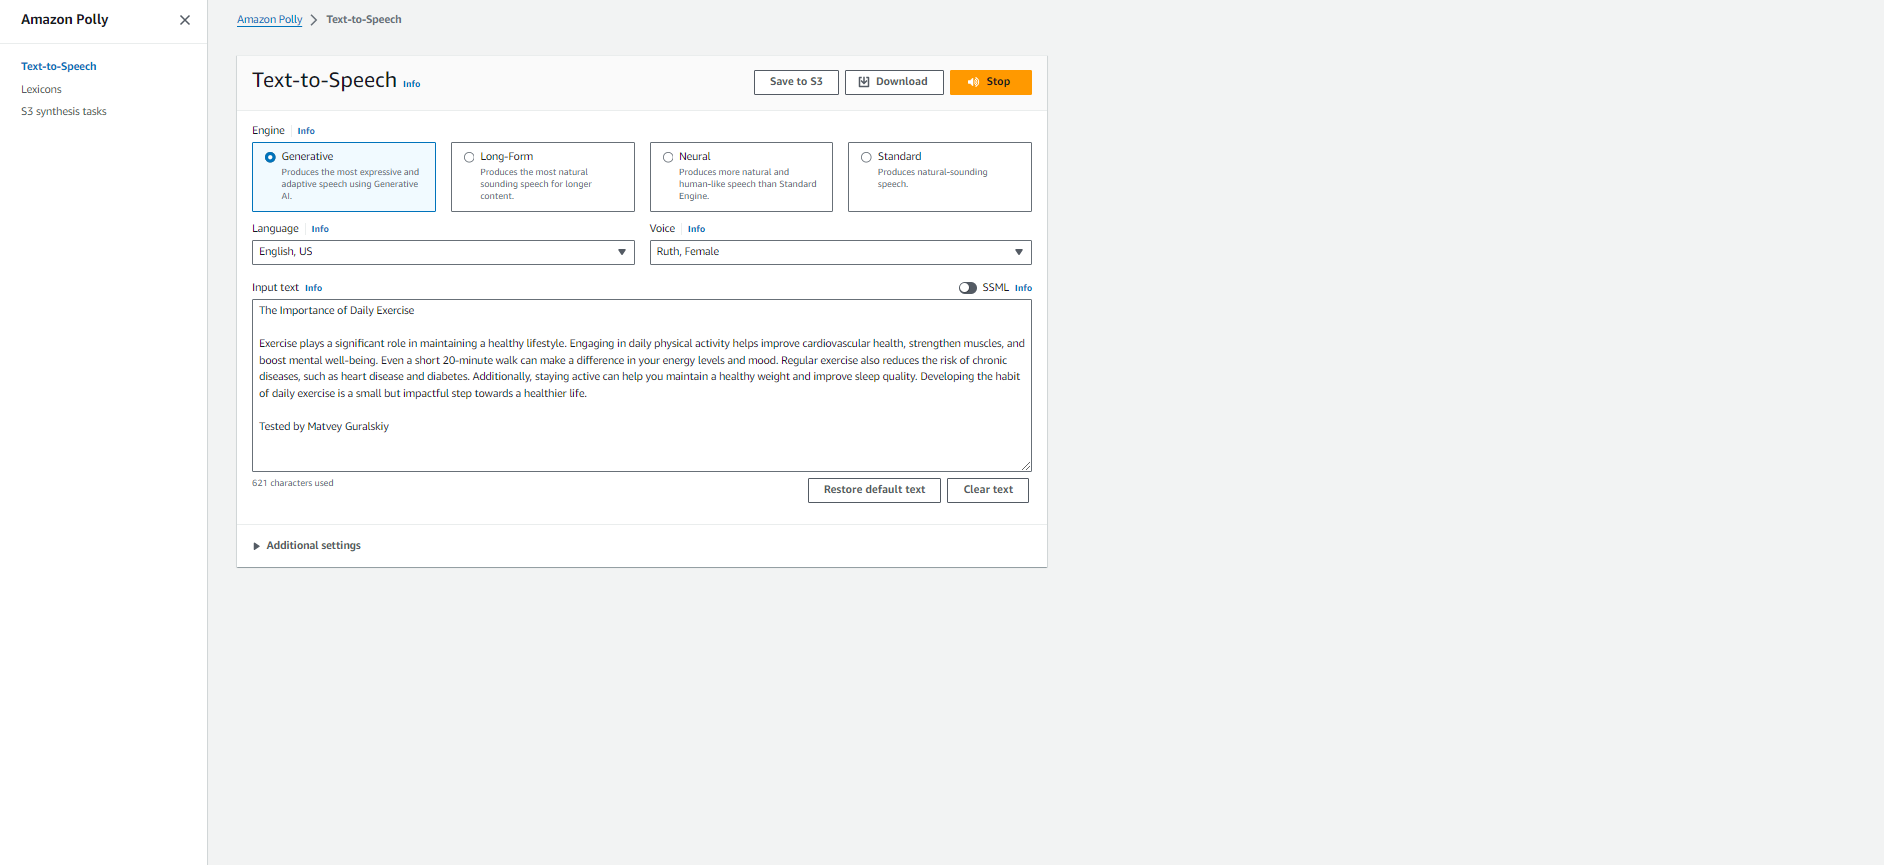 Amazon Polly
Text-to-Speech
Lexicons
S3 synthesis tasks
Amazon Polly > Text-to-Speech
Text-to-Speech Info
Save to S3
Download
Stop
Engine Info
Generative
Produces the most expressive and
adaptive speech using Generative
AI.
Long-Form
Produces the most natural
sounding speech for longer
content.
Neural
Produces more natural and
human-like speech than Standard
Engine.
Standard
Produces natural-sounding
speech.
Language Info
English, US
Voice Info
Ruth, Female
Input text Info
SSML Info
The Importance of Daily Exercise
Exercise plays a significant role in maintaining a healthy lifestyle. Engaging in daily physical activity helps improve cardiovascular health, strengthen muscles, and
boost mental well-being. Even a short 20-minute walk can make a difference in your energy levels and mood. Regular exercise also reduces the risk of chronic
diseases, such as heart disease and diabetes. Additionally, staying active can help you maintain a healthy weight and improve sleep quality. Developing the habit
of daily exercise is a small but impactful step towards a healthier life.
Tested by Matvey Guralskiy
621 characters used
Restore default text
Clear text
Additional settings